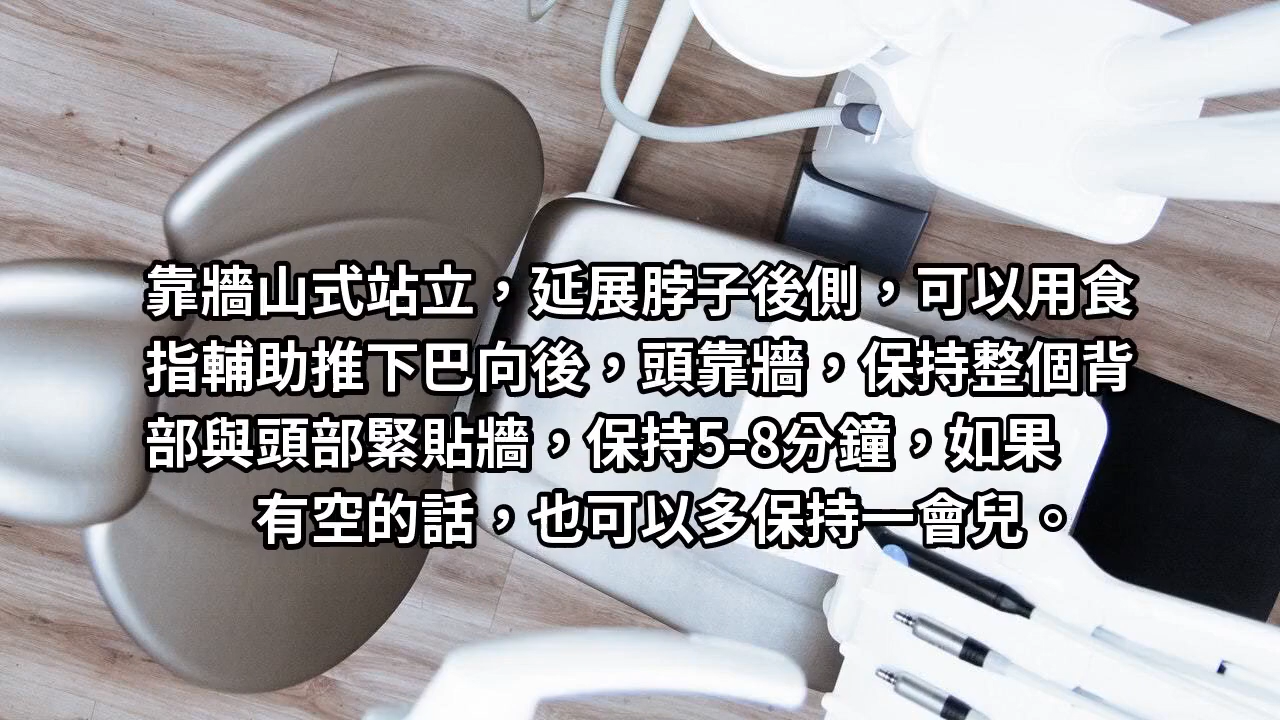 靠牆山式站立，延展脖子後側，可以用食
指輔助推下巴向後，頭靠牆，保持整個背
部與頭部緊貼牆，保持5-8分鐘，如果
有空的話，也可以多保持一會兒。